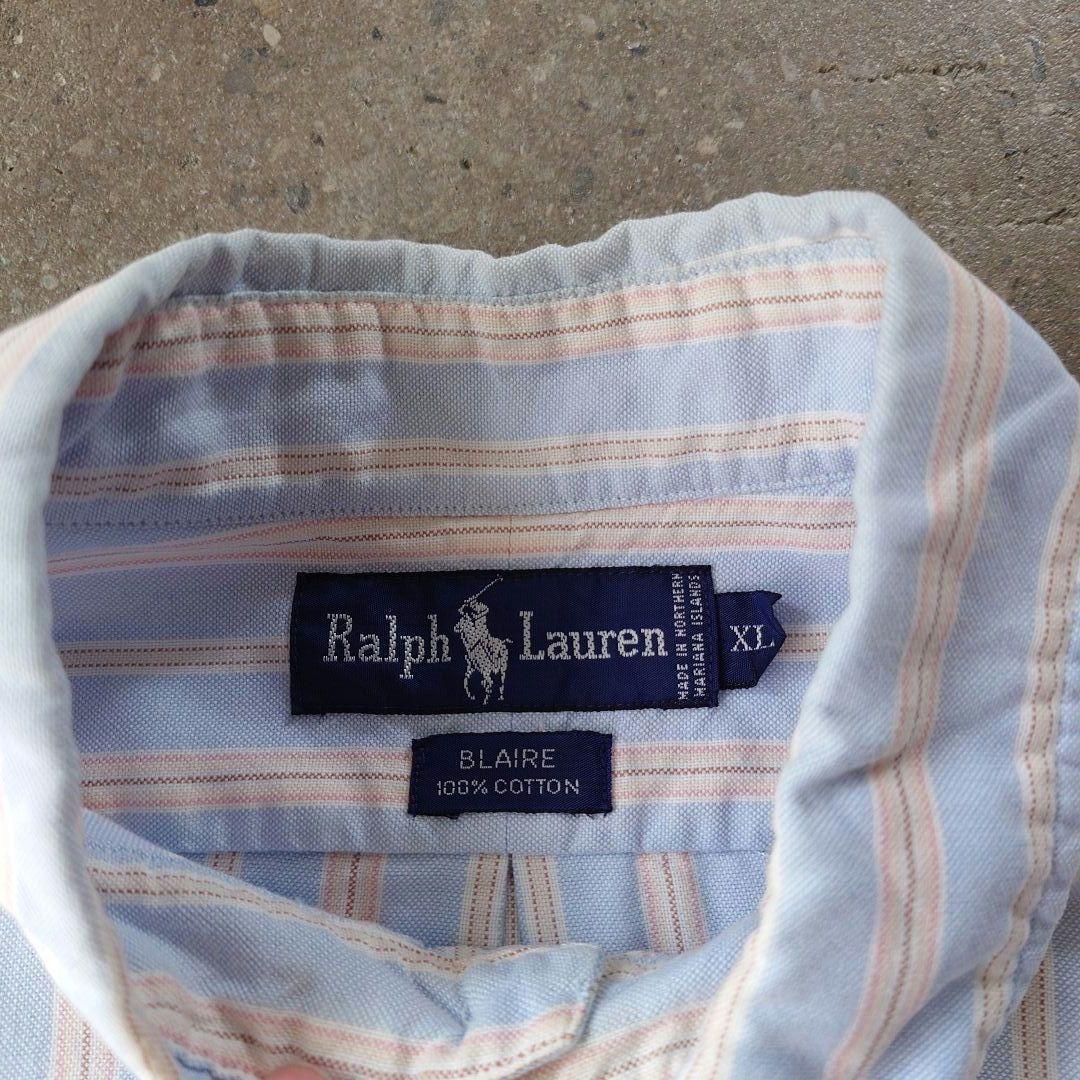 Ralph Lauren
MADE IN NORTHERN
MARIANA ISLANDS
XL
BLAIRE
100% COTTON